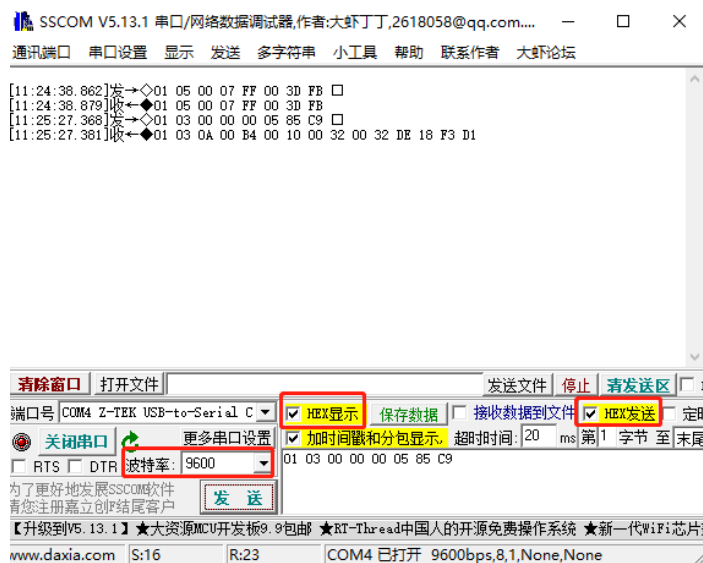 SSCOM V5.13.1 串口/网络数据调试器,作者:大虾丁丁,2618058@qq.com....
通讯端口 串口设置 显示 发送 多字符串 小工具 帮助 联系作者 大虾论坛
[11:24:38.862]发→◇01 05 00 07 FF 00 3D FB □
[11:24:38.879]收←◆01 05 00 07 FF 00 3D FB
[11:25:27.368]发→◇01 03 00 00 00 05 85 C9 □
[11:25:27.381]收←◆01 03 0A 00 B4 00 10 00 32 00 32 DE 18 F3 D1
清除窗口 打开文件 发送文件 停止 清发送区
端口号 COM4 Z-TEK USB-to-Serial C HEX显示 保存数据 接收数据到文件 HEX发送 定时
关闭串口 更多串口设置 加时间戳和分包显示, 超时时间: 20 ms 第1 字节 至 末尾
RTS DTR 波特率: 9600 01 03 00 00 00 05 85 C9
为了更好地发展SSCOM软件
请您注册嘉立创F结尾客户
发 送
【升级到V5.13.1】★大资源MCU开发板9.9包邮 ★RT-Thread中国人的开源免费操作系统 ★新一代WiFi芯片
www.daxia.com S:16 R:23 COM4 已打开 9600bps,8,1,None,None